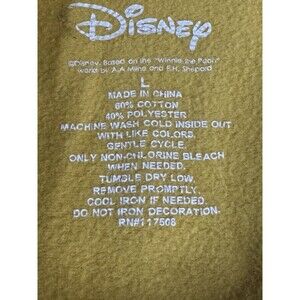 Disney
©Disney. Based on the "Winnie the Pooh"
works by A.A Milne and E.H. Shepard
L
MADE IN CHINA
60% COTTON
40% POLYESTER
MACHINE WASH COLD INSIDE OUT
WITH LIKE COLORS.
GENTLE CYCLE.
ONLY NON-CHLORINE BLEACH
WHEN NEEDED.
TUMBLE DRY LOW.
REMOVE PROMPTLY.
COOL IRON IF NEEDED.
DO NOT IRON DECORATION.
RN#117508